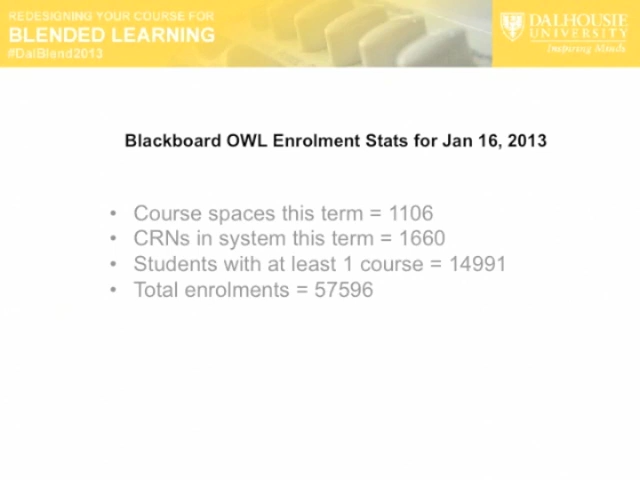 REDESIGNING YOUR COURSE FOR
BLENDED LEARNING
#DalBlend2013
DALHOUSIE
UNIVERSITY
Inspiring Minds
Blackboard OWL Enrolment Stats for Jan 16, 2013
• Course spaces this term = 1106
• CRNs in system this term = 1660
• Students with at least 1 course = 14991
• Total enrolments = 57596